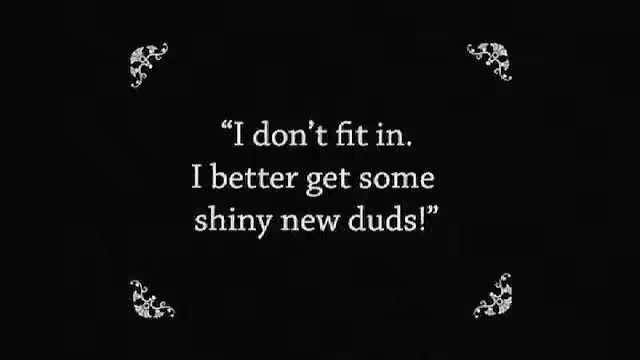 “I don’t fit in.
I better get some
shiny new duds!”